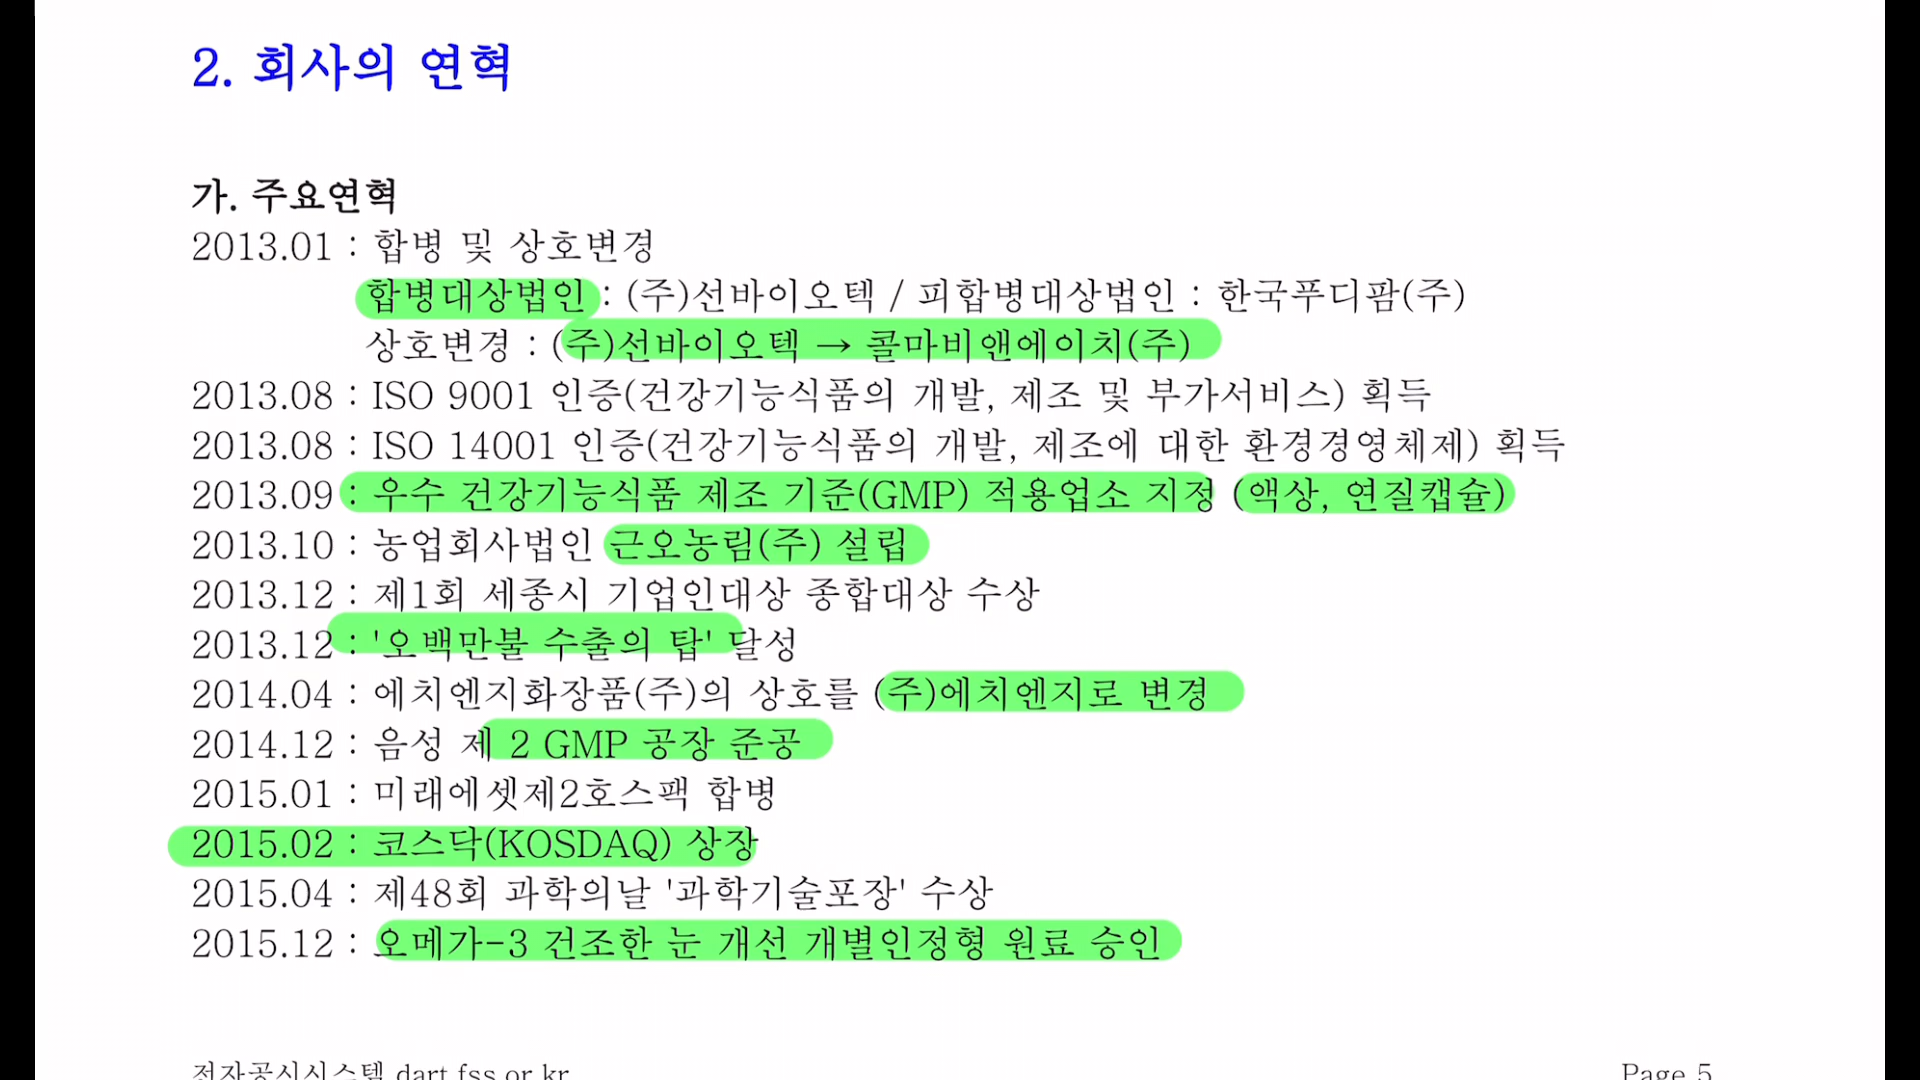 2. 회사의 연혁
가. 주요연혁
2013.01 : 합병 및 상호변경
합병대상법인 : (주)선바이오텍 / 피합병대상법인 : 한국푸디팜(주)
상호변경 : (주)선바이오텍 → 콜마비앤에이치(주)
2013.08 : ISO 9001 인증(건강기능식품의 개발, 제조 및 부가서비스) 획득
2013.08 : ISO 14001 인증(건강기능식품의 개발, 제조에 대한 환경경영체제) 획득
2013.09 : 우수 건강기능식품 제조 기준(GMP) 적용업소 지정 (액상, 연질캡슐)
2013.10 : 농업회사법인 근오농림(주) 설립
2013.12 : 제1회 세종시 기업인대상 종합대상 수상
2013.12 : '오백만불 수출의 탑' 달성
2014.04 : 에치엔지화장품(주)의 상호를 (주)에치엔지로 변경
2014.12 : 음성 제 2 GMP 공장 준공
2015.01 : 미래에셋제2호스팩 합병
2015.02 : 코스닥(KOSDAQ) 상장
2015.04 : 제48회 과학의날 '과학기술포장' 수상
2015.12 : 오메가-3 건조한 눈 개선 개별인정형 원료 승인
전자공시시스템 dart.fss.or.kr Page 5